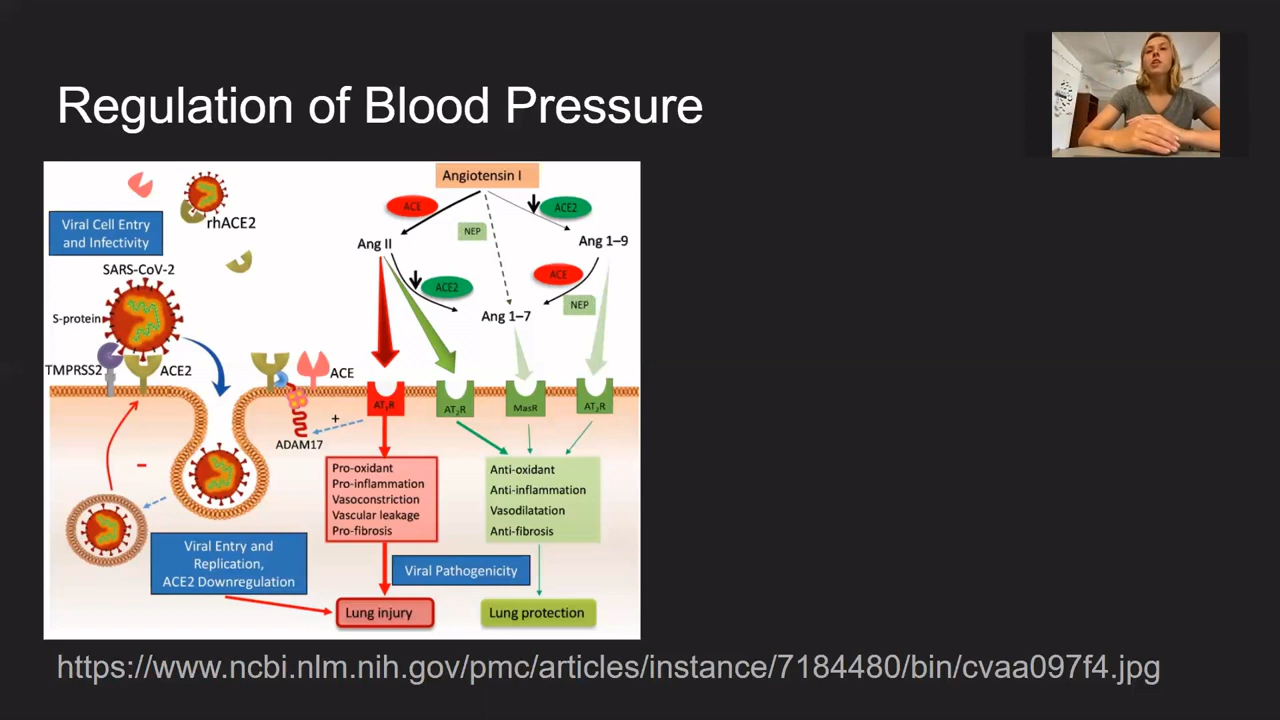 Regulation of Blood Pressure
Viral Cell Entry
and Infectivity
rhACE2
SARS-CoV-2
S-protein
TMPRSS2
ACE2
ACE
ADAM17
+
-
Angiotensin I
ACE
ACE2
NEP
Ang II
Ang 1–9
ACE2
ACE
NEP
Ang 1–7
AT1R
AT2R
MasR
AT2R
Pro-oxidant
Pro-inflammation
Vasoconstriction
Vascular leakage
Pro-fibrosis
Anti-oxidant
Anti-inflammation
Vasodilatation
Anti-fibrosis
Viral Entry and
Replication,
ACE2 Downregulation
Viral Pathogenicity
Lung injury
Lung protection
https://www.ncbi.nlm.nih.gov/pmc/articles/instance/7184480/bin/cvaa097f4.jpg